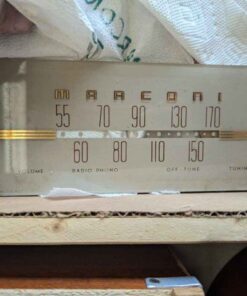 MARCONI
55 70 90 130 170
60 80 110 150
VOLUME RADIO-PHONO OFF-TONE TUNING